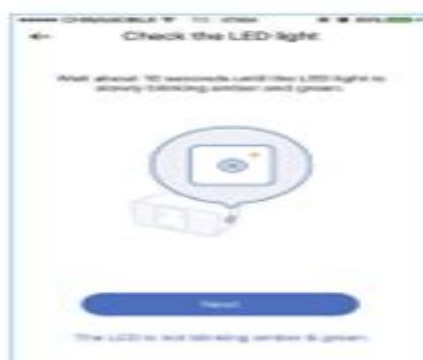 Check the LED light
Wait about 10 seconds until the LED light is
slowly blinking amber and green.
Next
The LED is not blinking amber & green